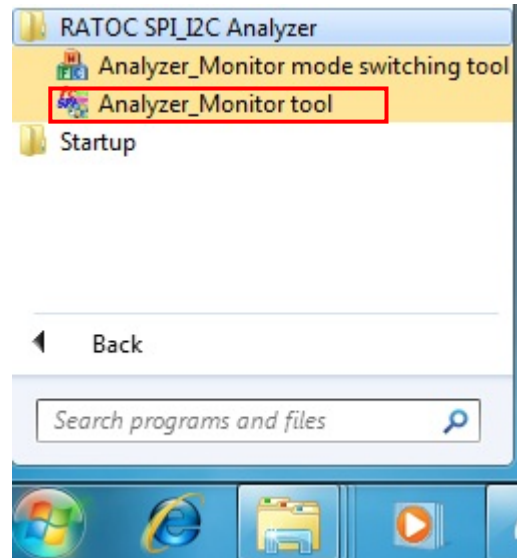 RATOC SPI_I2C Analyzer
Analyzer_Monitor mode switching tool
Analyzer_Monitor tool
Startup
Back
Search programs and files